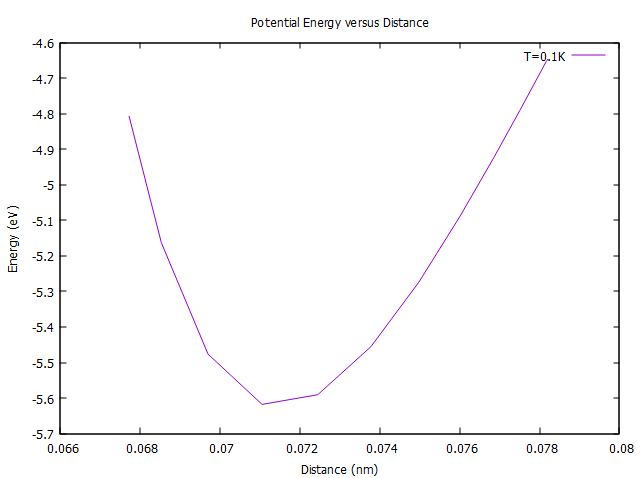 Potential Energy versus Distance
T=0.1K
-4.6
-4.7
-4.8
-4.9
-5
-5.1
-5.2
-5.3
-5.4
-5.5
-5.6
-5.7
Energy (eV)
0.066 0.068 0.07 0.072 0.074 0.076 0.078 0.08
Distance (nm)